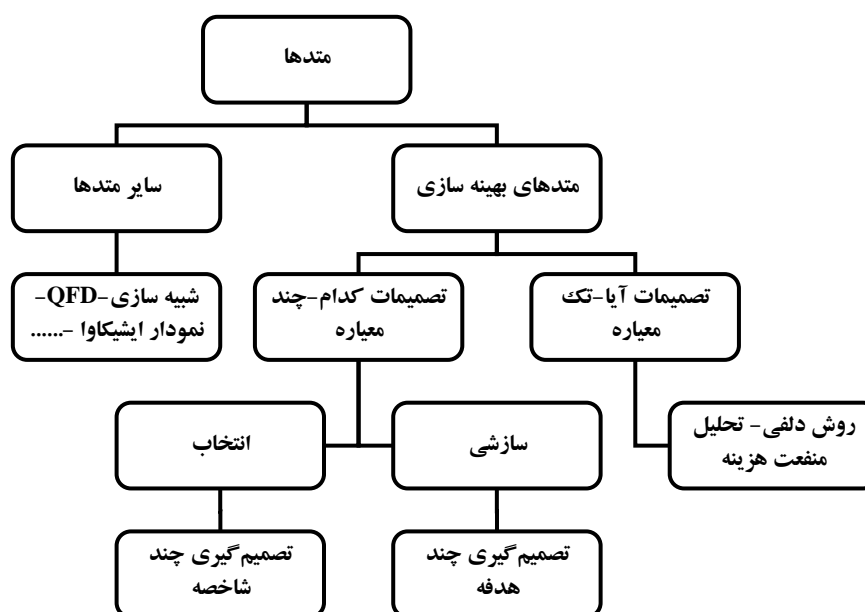 متدها
متدهای بهینه سازی
سایر متدها
تصمیمات آیا-تک
معیاره
تصمیمات کدام-چند
معیاره
شبیه سازی-QFD-
نمودار ایشیکاوا -......
روش دلفی- تحلیل
منفعت هزینه
سازشی
انتخاب
تصمیم گیری چند
هدفه
تصمیم گیری چند
شاخصه